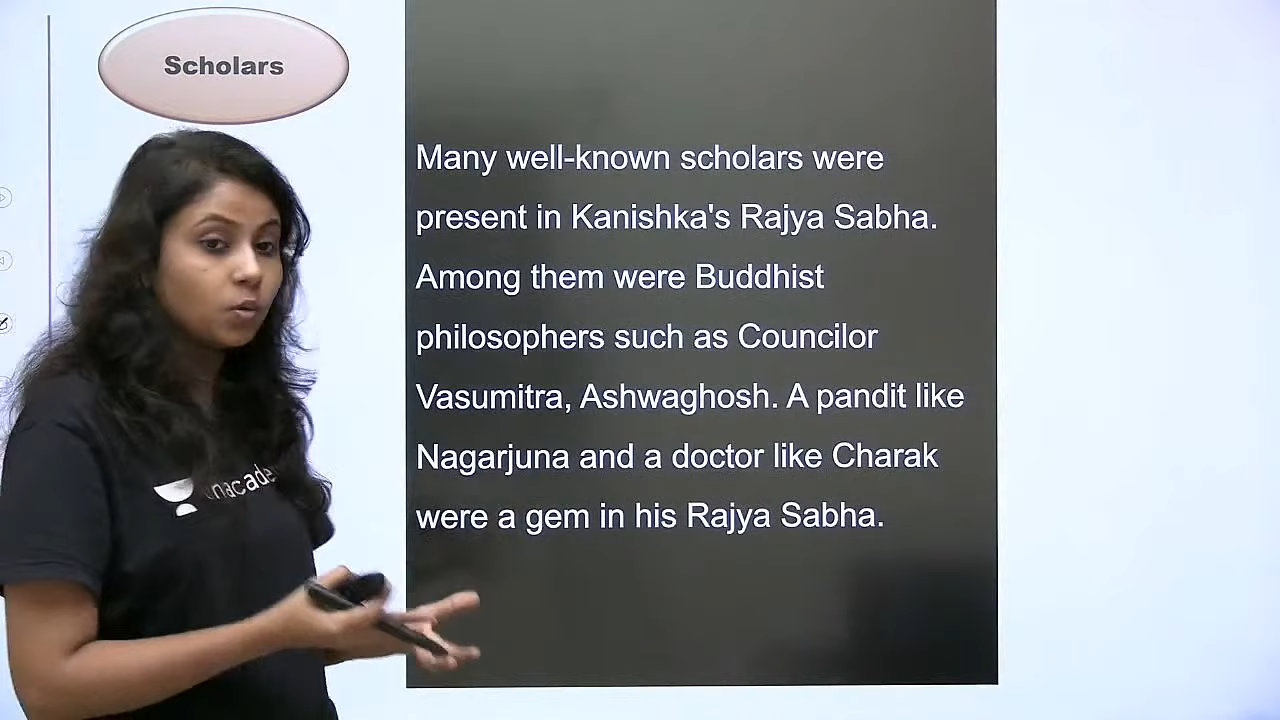 Scholars
Many well-known scholars were
present in Kanishka's Rajya Sabha.
Among them were Buddhist
philosophers such as Councilor
Vasumitra, Ashwaghosh. A pandit like
Nagarjuna and a doctor like Charak
were a gem in his Rajya Sabha.